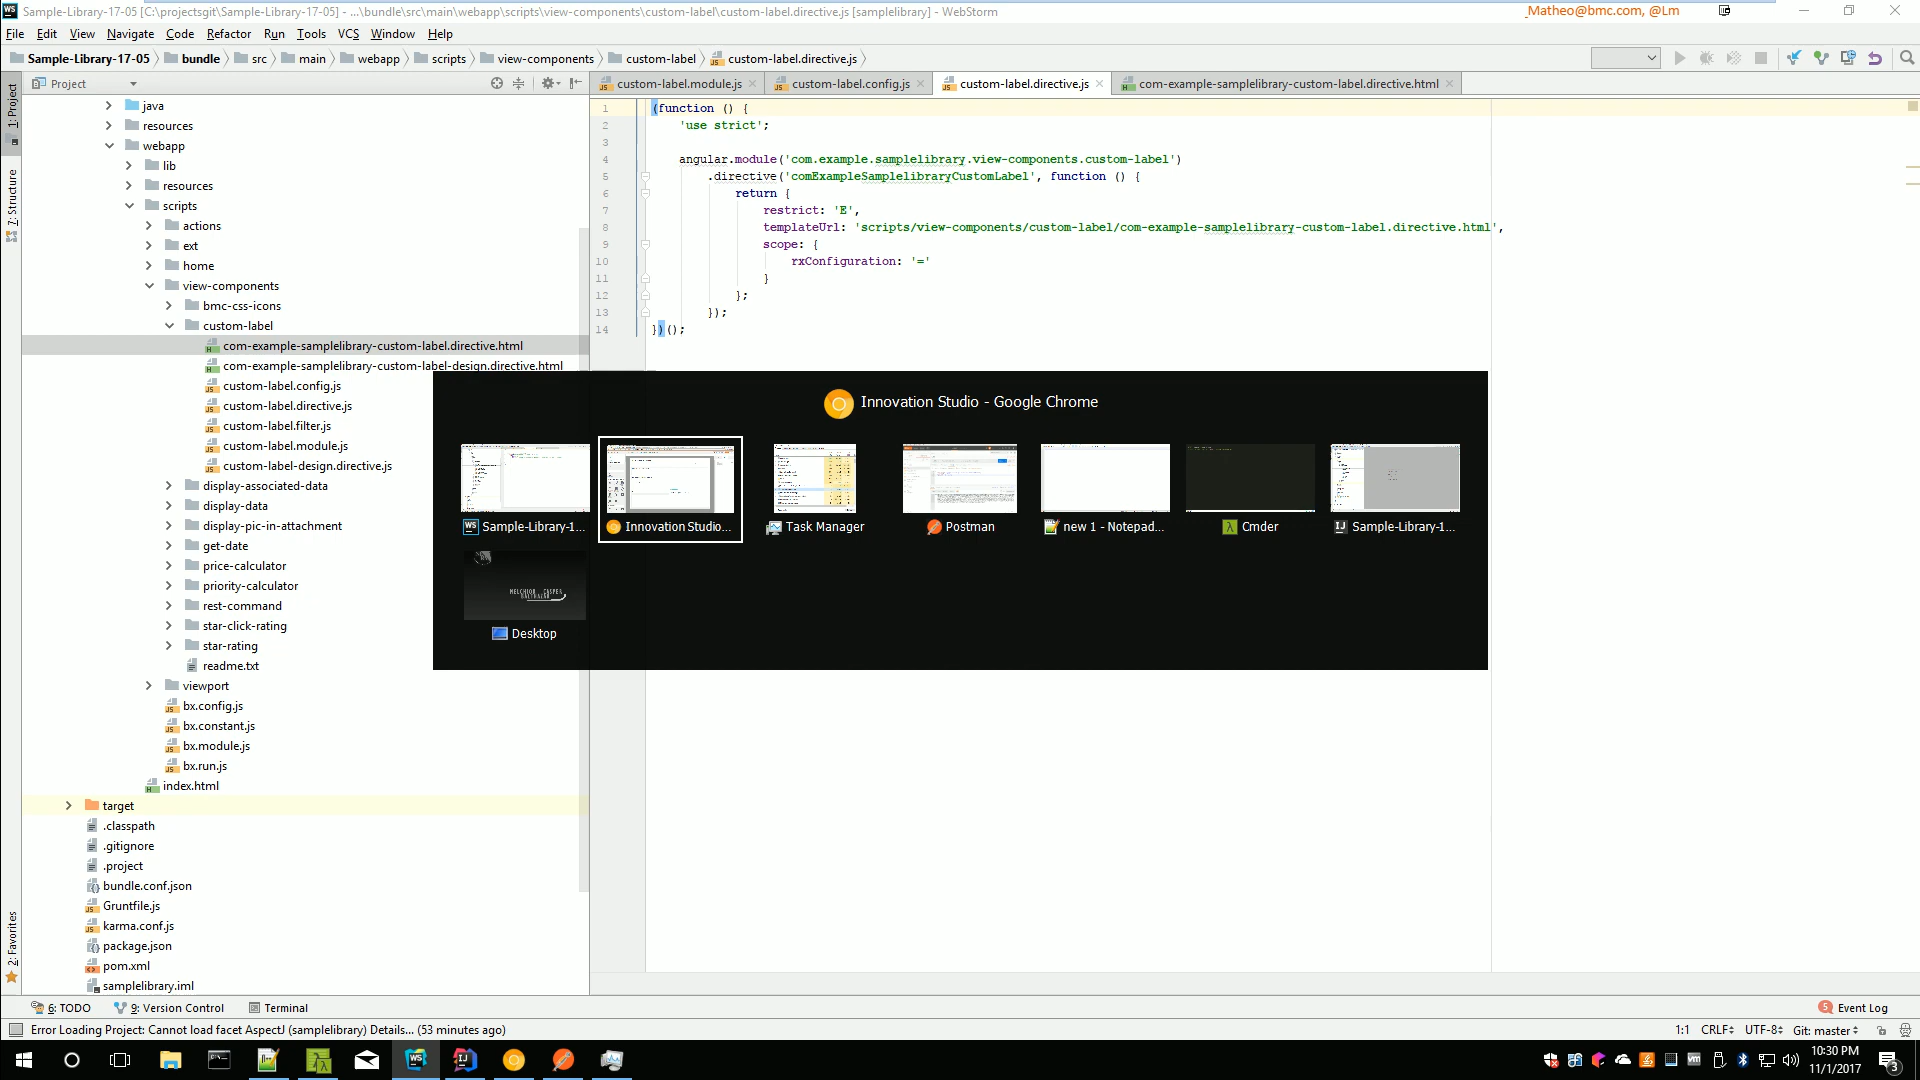 Sample-Library-17-05 [C:\projectsgit\Sample-Library-17-05] - ...\bundle\src\main\webapp\scripts\view-components\custom-label\custom-label.directive.js [samplelibrary] - WebStorm
_Matheo@bmc.com, @Lm
File Edit View Navigate Code Refactor Run Tools VCS Window Help
Sample-Library-17-05 bundle src main webapp scripts view-components custom-label custom-label.directive.js
Project
custom-label.module.js custom-label.config.js custom-label.directive.js com-example-samplelibrary-custom-label.directive.html
1: Project
7: Structure
2: Favorites
java
resources
webapp
lib
resources
scripts
actions
ext
home
view-components
bmc-css-icons
custom-label
com-example-samplelibrary-custom-label.directive.html
com-example-samplelibrary-custom-label-design.directive.html
custom-label.config.js
custom-label.directive.js
custom-label.filter.js
custom-label.module.js
custom-label-design.directive.js
display-associated-data
display-data
display-pic-in-attachment
get-date
price-calculator
priority-calculator
rest-command
star-click-rating
star-rating
readme.txt
viewport
bx.config.js
bx.constant.js
bx.module.js
bx.run.js
index.html
target
.classpath
.gitignore
.project
bundle.conf.json
Gruntfile.js
karma.conf.js
package.json
pom.xml
samplelibrary.iml
1 (function () {
2 'use strict';
3
4 angular.module('com.example.samplelibrary.view-components.custom-label')
5 .directive('comExampleSamplelibraryCustomLabel', function () {
6 return {
7 restrict: 'E',
8 templateUrl: 'scripts/view-components/custom-label/com-example-samplelibrary-custom-label.directive.html',
9 scope: {
10 rxConfiguration: '='
11 }
12 };
13 });
14 })();
Innovation Studio - Google Chrome
Sample-Library-1... Innovation Studio... Task Manager Postman new 1 - Notepad... Cmder Sample-Library-1...
Desktop
6: TODO 9: Version Control Terminal
5 Event Log
Error Loading Project: Cannot load facet AspectJ (samplelibrary) Details... (53 minutes ago)
1:1 CRLF UTF-8 Git: master
10:30 PM
11/1/2017
3